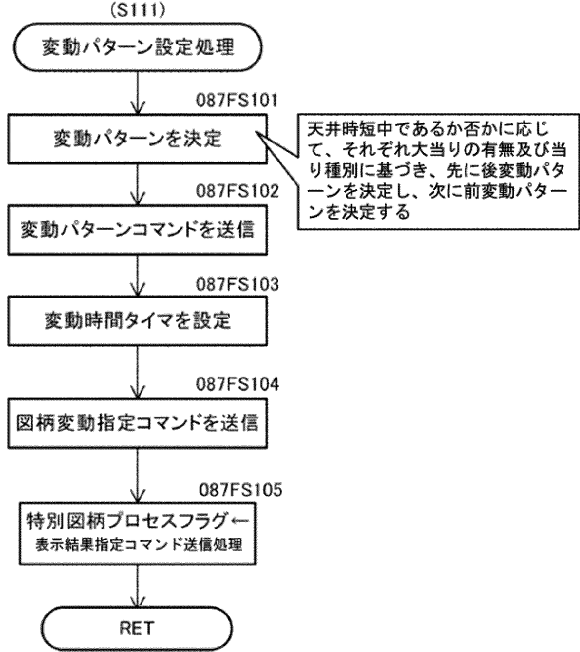 (S111)
変動パターン設定処理
087FS101
変動パターンを決定
天井時短中であるか否かに応じ
て、それぞれ大当りの有無及び当
り種別に基づき、先に後変動パタ
ーンを決定し、次に前変動パター
ンを決定する
087FS102
変動パターンコマンドを送信
087FS103
変動時間タイマを設定
087FS104
図柄変動指定コマンドを送信
087FS105
特別図柄プロセスフラグ←
表示結果指定コマンド送信処理
RET